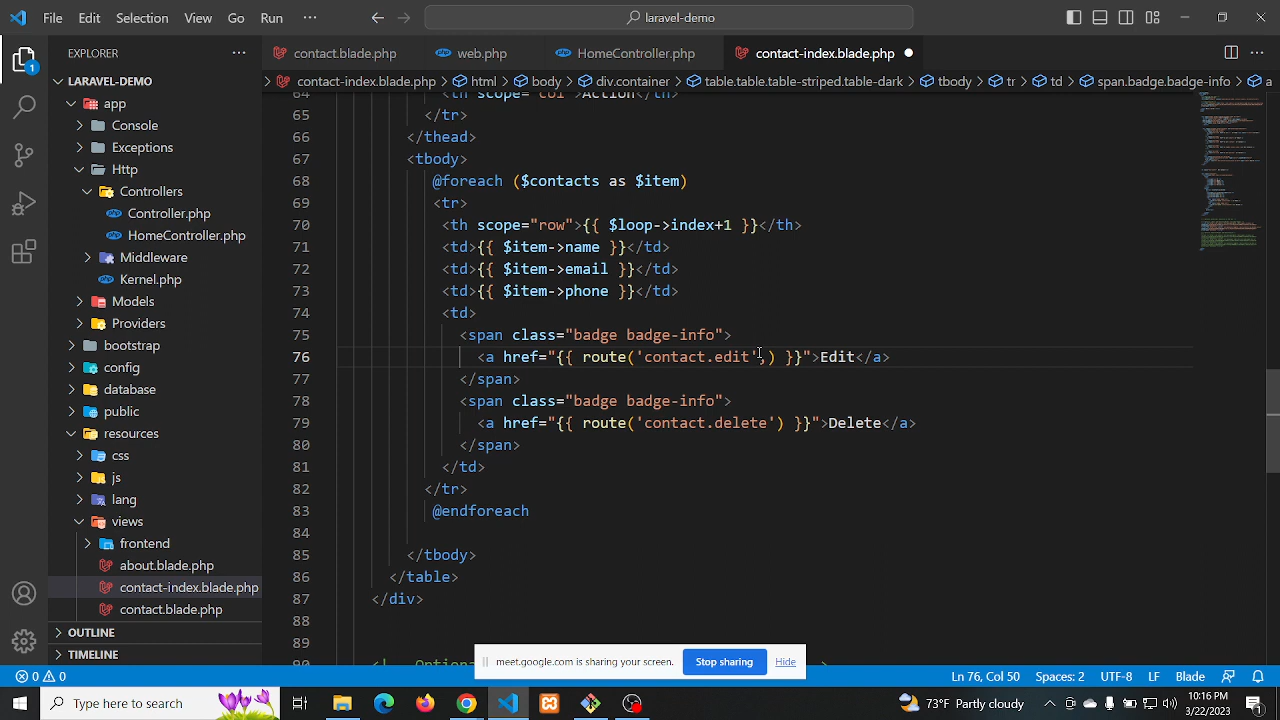 File Edit Selection View Go Run ··· laravel-demo
EXPLORER ···
contact.blade.php web.php HomeController.php contact-index.blade.php
contact-index.blade.php > html > body > div.container > table.table.table-striped.table-dark > tbody > tr > td > span.badge.badge-info > a
LARAVEL-DEMO
app
Console
Exceptions
Http
Controllers
Controller.php
HomeController.php
Middleware
Kernel.php
Models
Providers
bootstrap
config
database
public
resources
css
js
lang
views
frontend
about.blade.php
contact-index.blade.php
contact.blade.php
OUTLINE
TIMELINE
64 <th scope="col">Action</th>
65 </tr>
66 </thead>
67 <tbody>
68 @foreach ($contacts as $item)
69 <tr>
70 <th scope="row">{{ $loop->index+1 }}</th>
71 <td>{{ $item->name }}</td>
72 <td>{{ $item->email }}</td>
73 <td>{{ $item->phone }}</td>
74 <td>
75 <span class="badge badge-info">
76 <a href="{{ route('contact.edit',) }}">Edit</a>
77 </span>
78 <span class="badge badge-info">
79 <a href="{{ route('contact.delete') }}">Delete</a>
80 </span>
81 </td>
82 </tr>
83 @endforeach
84
85 </tbody>
86 </table>
87 </div>
88
89
90 <!-- Optiona
meet.google.com is sharing your screen. Stop sharing Hide
0 0 Ln 76, Col 50 Spaces: 2 UTF-8 LF Blade
Type here to search 73°F 10:16 PM
3/22/2023